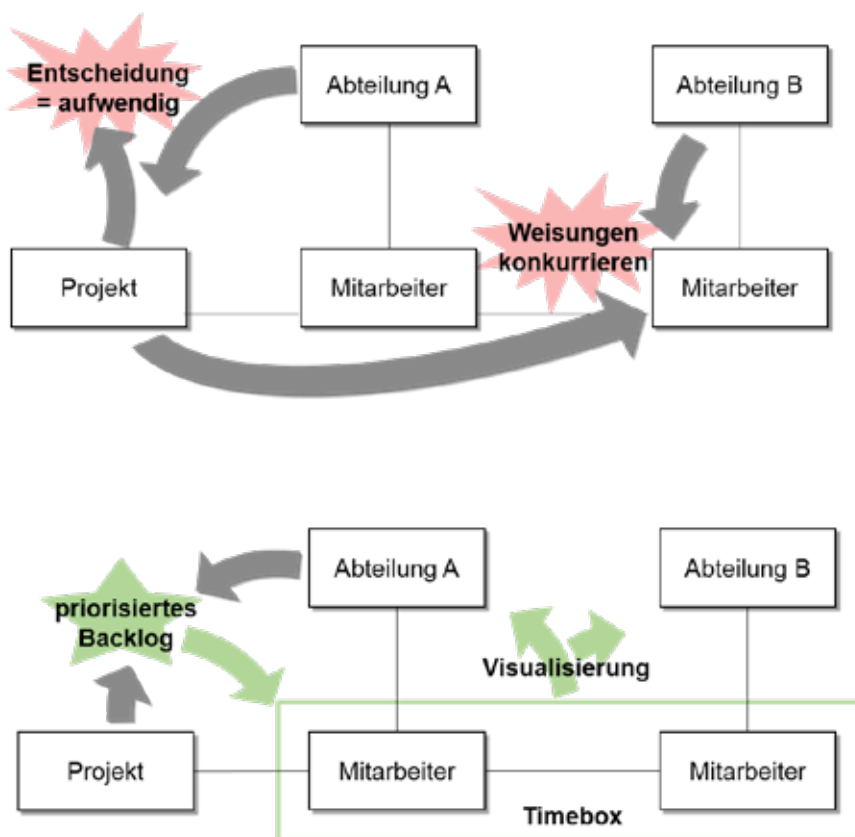 Entscheidung
= aufwendig
Abteilung A
Abteilung B
Weisungen
konkurrieren
Projekt
Mitarbeiter
Mitarbeiter
Abteilung A
Abteilung B
priorisiertes
Backlog
Visualisierung
Projekt
Mitarbeiter
Mitarbeiter
Timebox